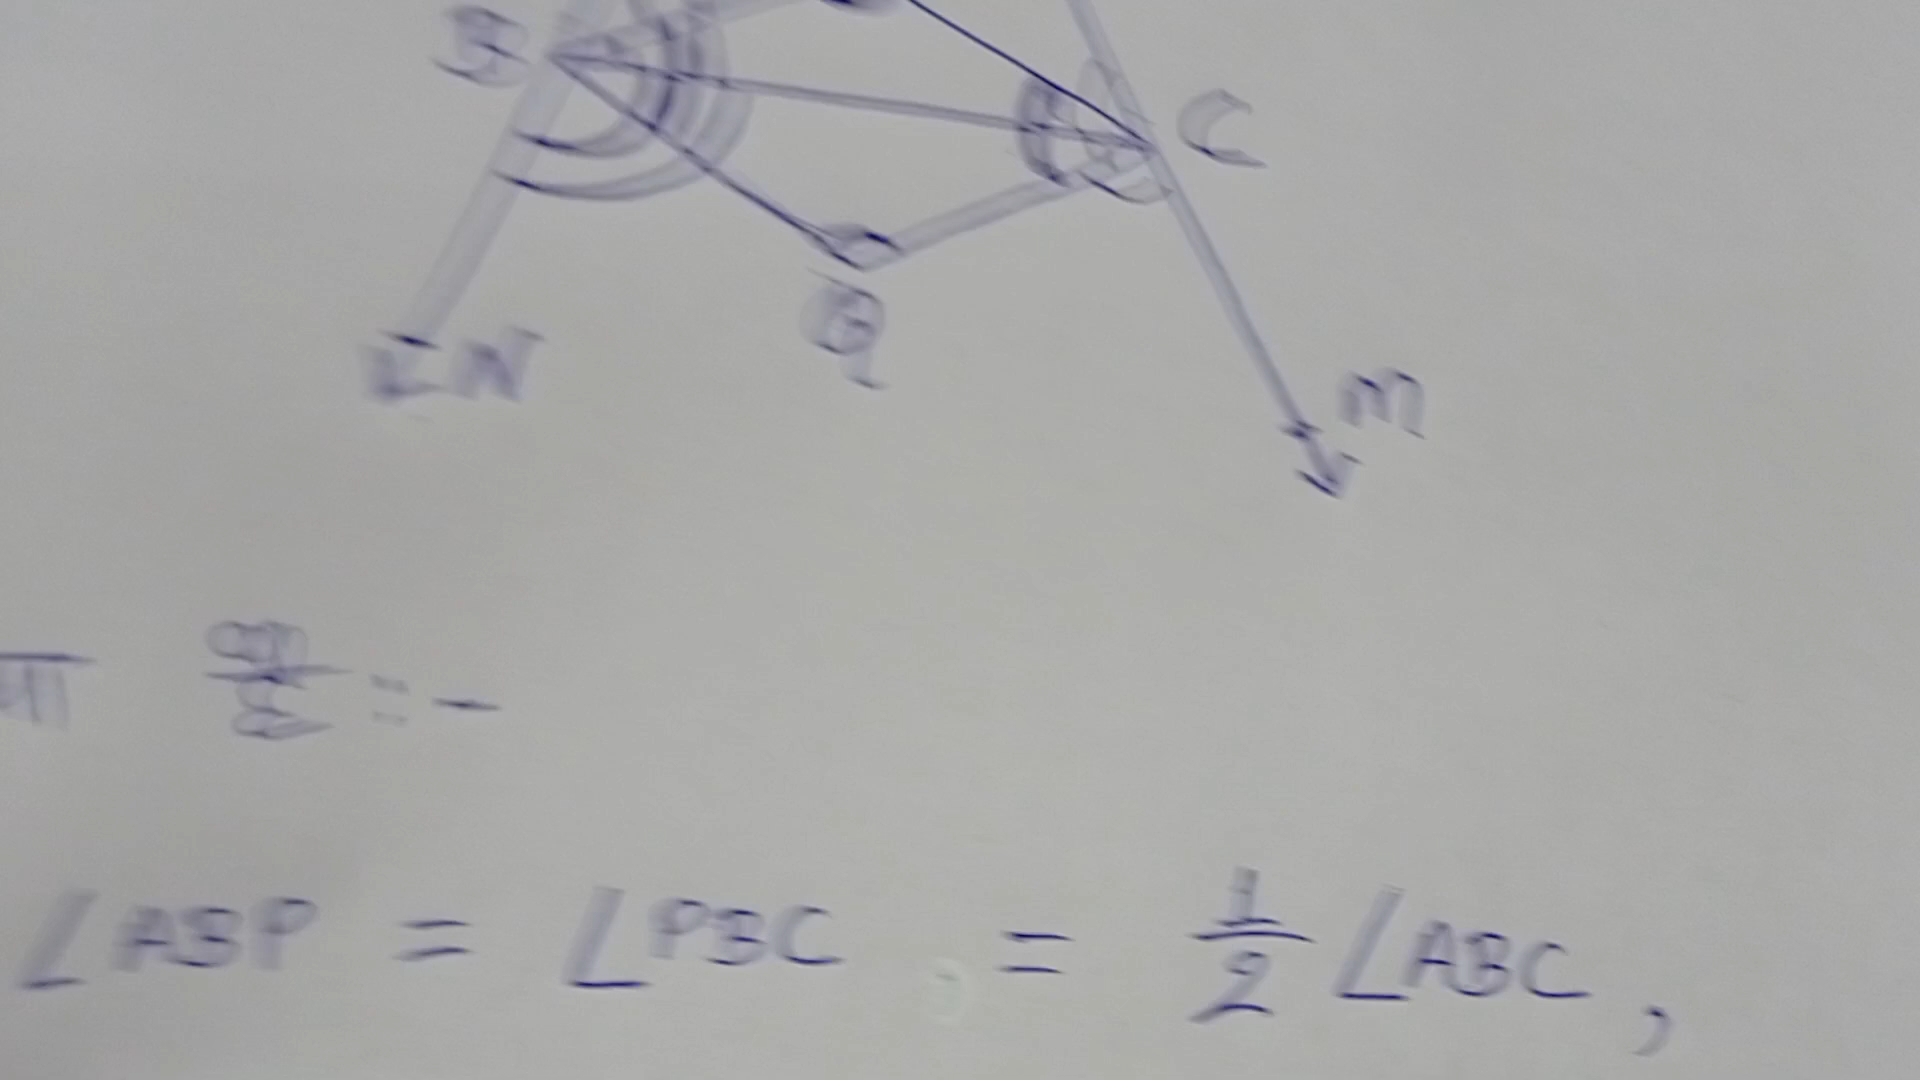 B
C
Q
N
M
∠ABP = ∠PBC = 1/2 ∠ABC,